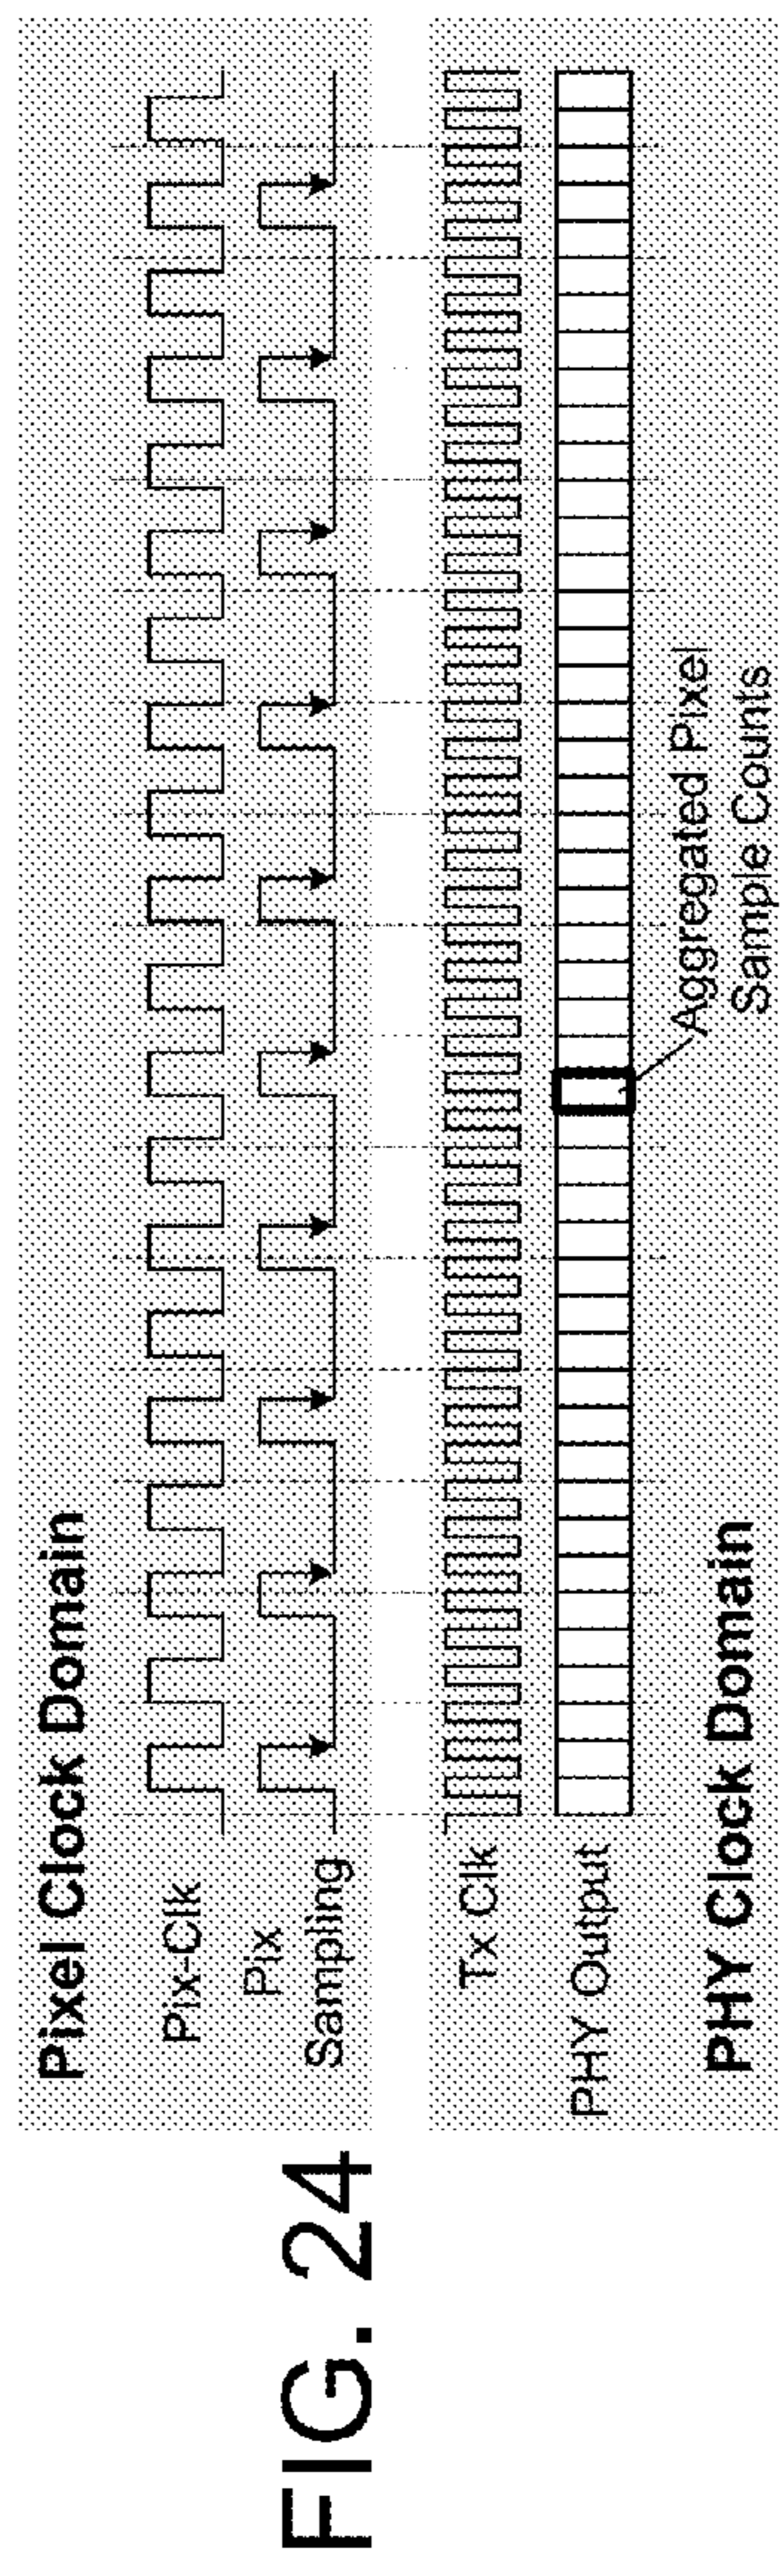 Pixel Clock Domain
Pix-Clk
Pix
Sampling
Tx Clk
PHY Output
Aggregated Pixel
Sample Counts
PHY Clock Domain
FIG. 24